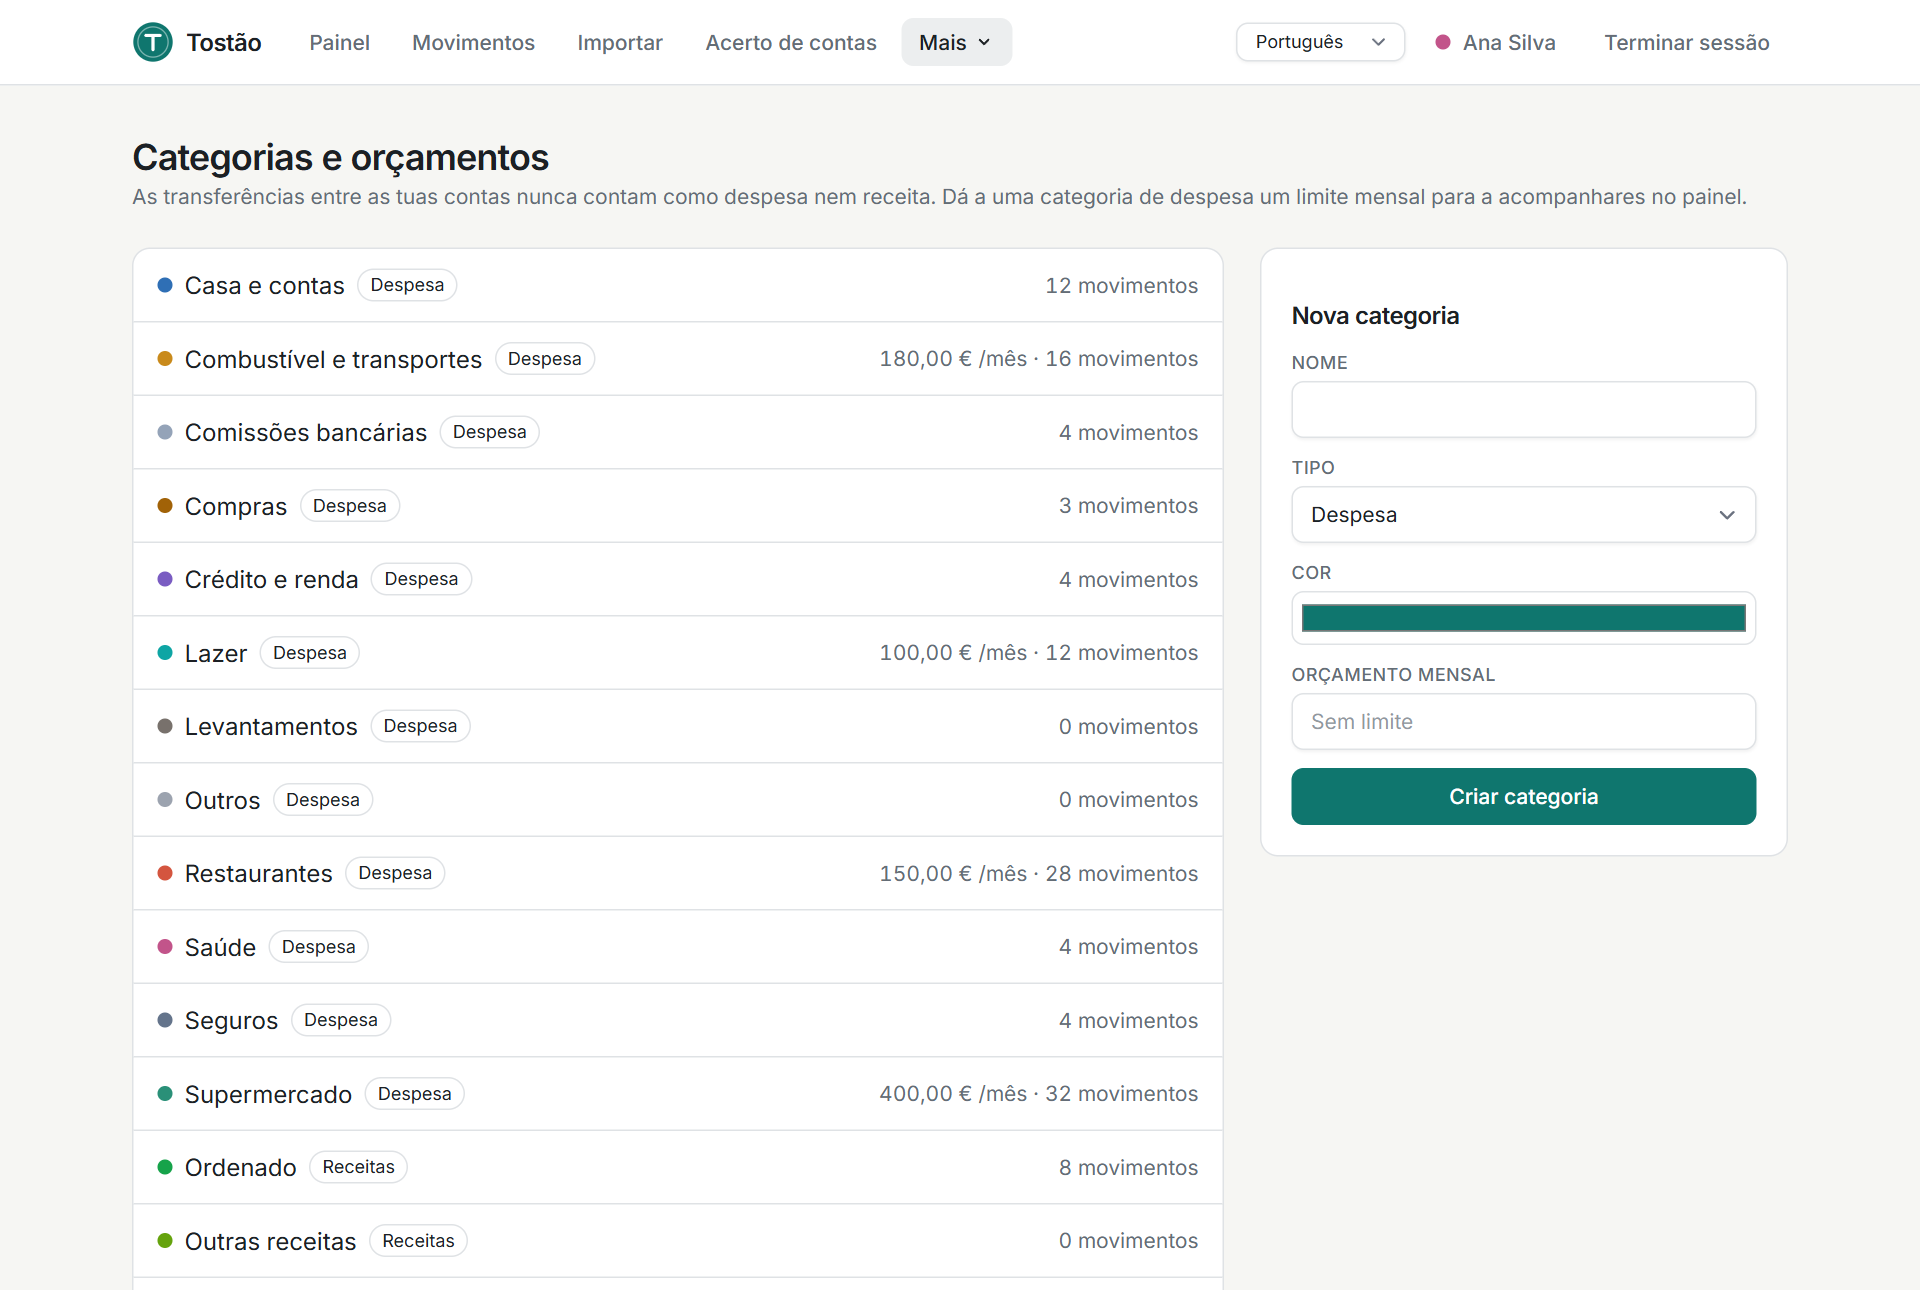 T Tostão Painel Movimentos Importar Acerto de contas Mais Português Ana Silva Terminar sessão
Categorias e orçamentos
As transferências entre as tuas contas nunca contam como despesa nem receita. Dá a uma categoria de despesa um limite mensal para a acompanhares no painel.
Casa e contas Despesa 12 movimentos
Combustível e transportes Despesa 180,00 € /mês · 16 movimentos
Comissões bancárias Despesa 4 movimentos
Compras Despesa 3 movimentos
Crédito e renda Despesa 4 movimentos
Lazer Despesa 100,00 € /mês · 12 movimentos
Levantamentos Despesa 0 movimentos
Outros Despesa 0 movimentos
Restaurantes Despesa 150,00 € /mês · 28 movimentos
Saúde Despesa 4 movimentos
Seguros Despesa 4 movimentos
Supermercado Despesa 400,00 € /mês · 32 movimentos
Ordenado Receitas 8 movimentos
Outras receitas Receitas 0 movimentos
Nova categoria
NOME
TIPO
Despesa
COR
ORÇAMENTO MENSAL
Sem limite
Criar categoria